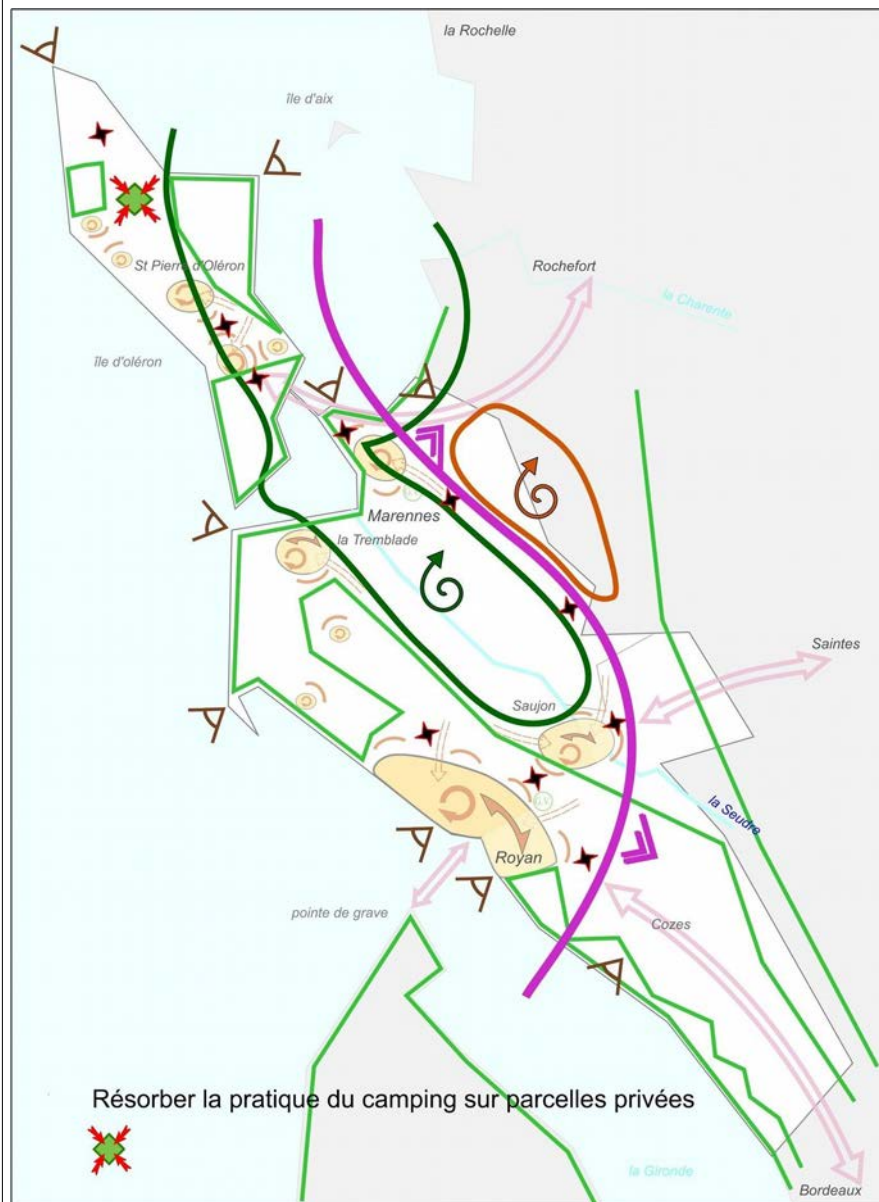 la Rochelle
île d'aix
Rochefort
St Pierre d'Oléron
la Charente
île d'oléron
Marennes
la Tremblade
Saintes
Saujon
la Seudre
Royan
pointe de grave
Cozes
Résorber la pratique du camping sur parcelles privées
la Gironde
Bordeaux